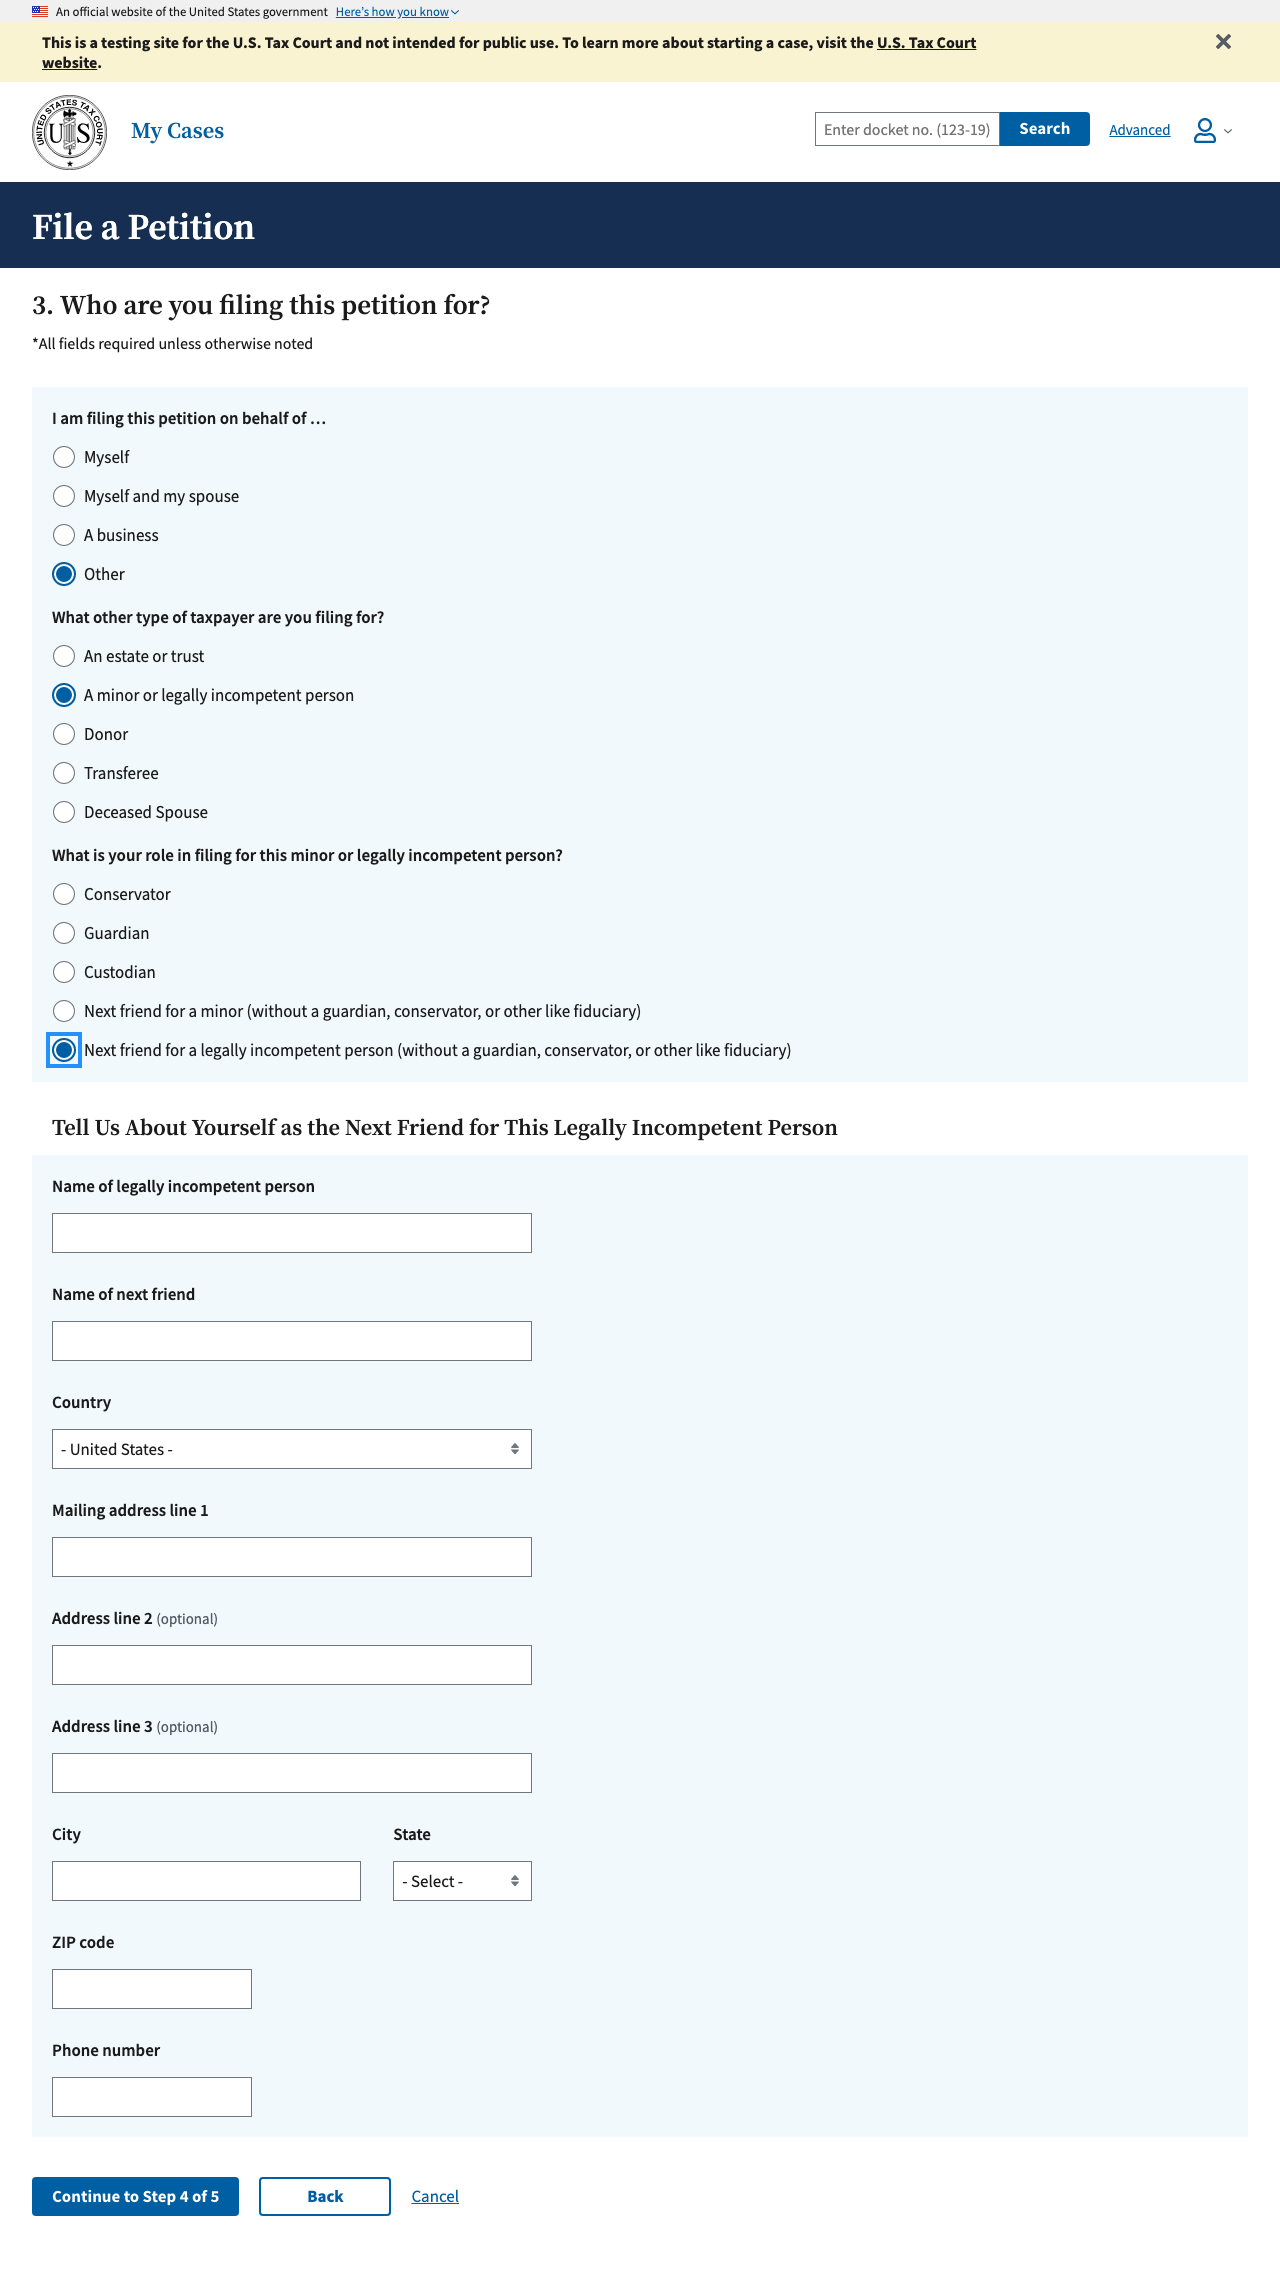 An official website of the United States government Here's how you know
This is a testing site for the U.S. Tax Court and not intended for public use. To learn more about starting a case, visit the U.S. Tax Court
website.
UNITED STATES TAX COURT
US
My Cases
Enter docket no. (123-19)
Search
Advanced
File a Petition
3. Who are you filing this petition for?
*All fields required unless otherwise noted
I am filing this petition on behalf of …
Myself
Myself and my spouse
A business
Other
What other type of taxpayer are you filing for?
An estate or trust
A minor or legally incompetent person
Donor
Transferee
Deceased Spouse
What is your role in filing for this minor or legally incompetent person?
Conservator
Guardian
Custodian
Next friend for a minor (without a guardian, conservator, or other like fiduciary)
Next friend for a legally incompetent person (without a guardian, conservator, or other like fiduciary)
Tell Us About Yourself as the Next Friend for This Legally Incompetent Person
Name of legally incompetent person
Name of next friend
Country
- United States -
Mailing address line 1
Address line 2 (optional)
Address line 3 (optional)
City State
- Select -
ZIP code
Phone number
Continue to Step 4 of 5
Back
Cancel